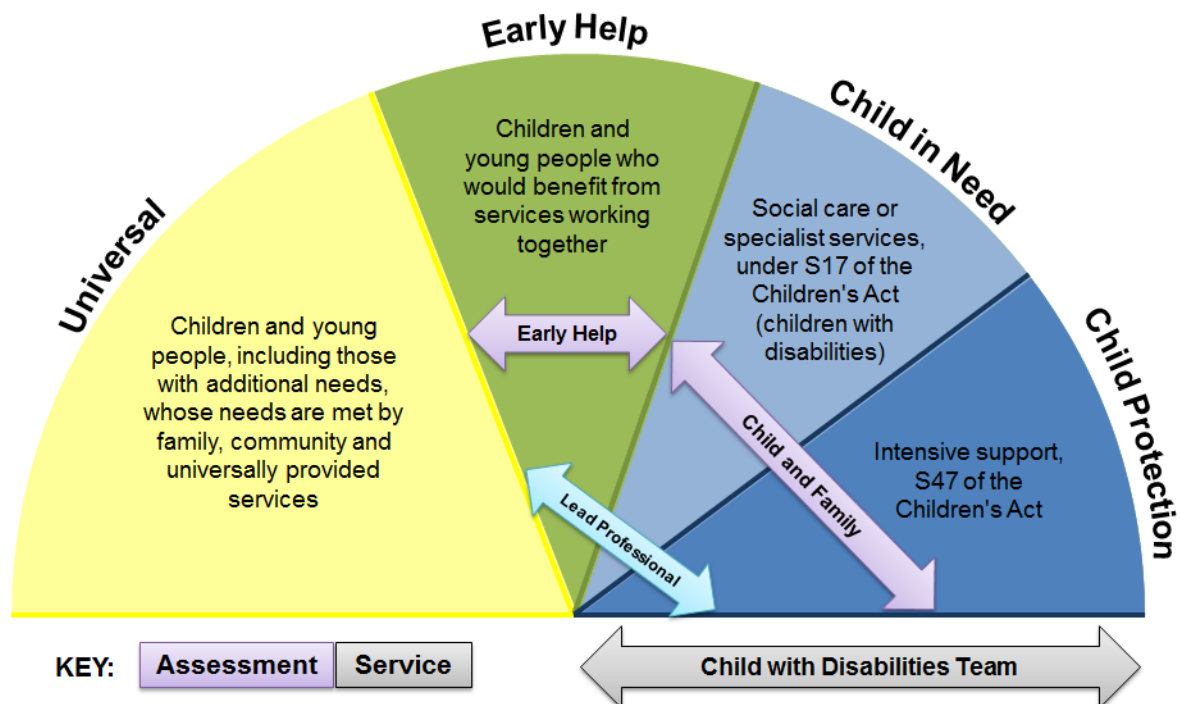 Early Help
Child in Need
Universal
Child Protection
Children and
young people who
would benefit from
services working
together
Social care or
specialist services,
under S17 of the
Children's Act
(children with
disabilities)
Children and young
people, including those
with additional needs,
whose needs are met by
family, community and
universally provided
services
Early Help
Child and Family
Intensive support,
S47 of the
Children's Act
Lead Professional
KEY:
Assessment
Service
Child with Disabilities Team